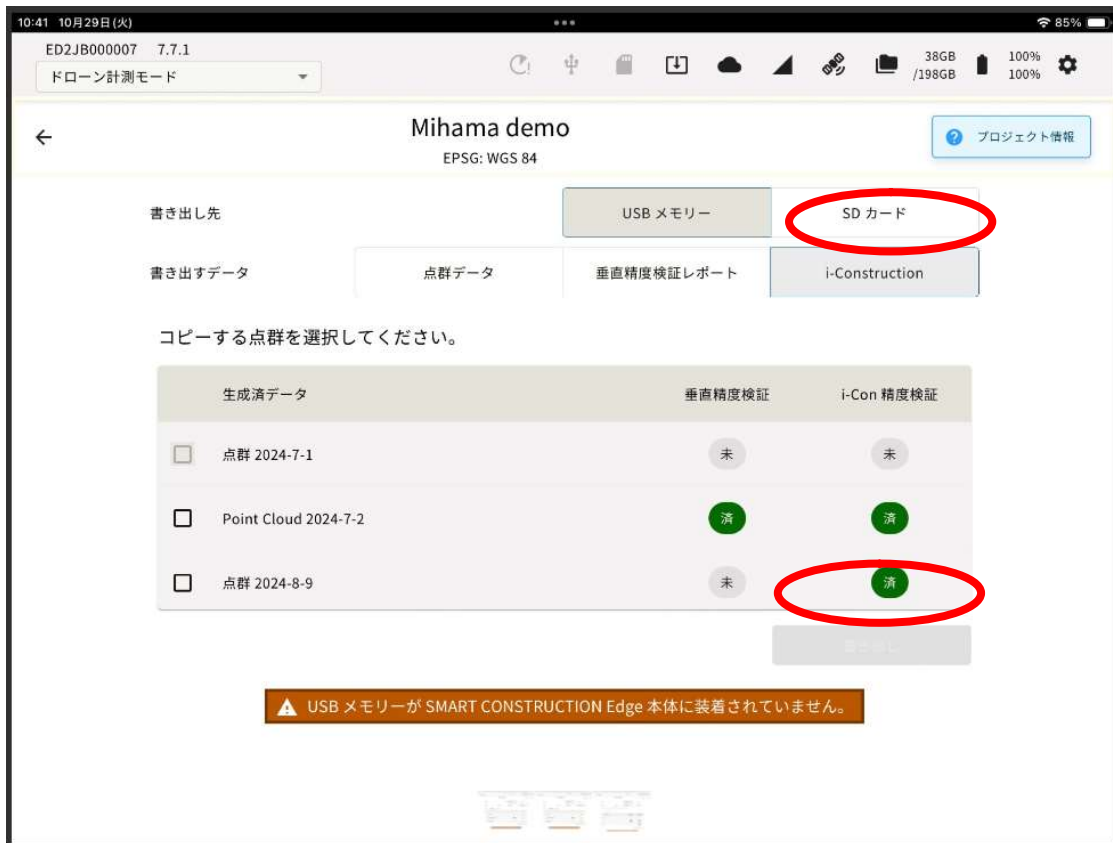 10:41 10月29日(火)
85%
ED2JB000007 7.7.1
ドローン計測モード
38GB
/198GB
100%
100%
Mihama demo
EPSG: WGS 84
プロジェクト情報
書き出し先
USB メモリー
SD カード
書き出すデータ
点群データ
垂直精度検証レポート
i-Construction
コピーする点群を選択してください。
生成済データ
垂直精度検証
i-Con 精度検証
点群 2024-7-1
未
未
Point Cloud 2024-7-2
済
済
点群 2024-8-9
未
済
USB メモリーが SMART CONSTRUCTION Edge 本体に装着されていません。